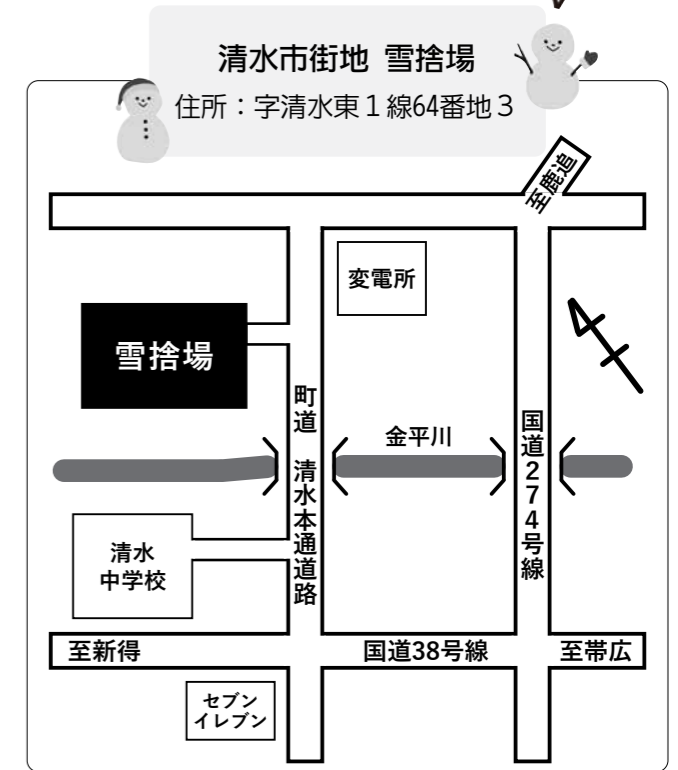 清水市街地 雪捨場
住所：字清水東１線64番地３
至鹿追
変電所
雪捨場
町道 清水本通道路
金平川
国道274号線
清水
中学校
至新得
国道38号線
至帯広
セブン
イレブン